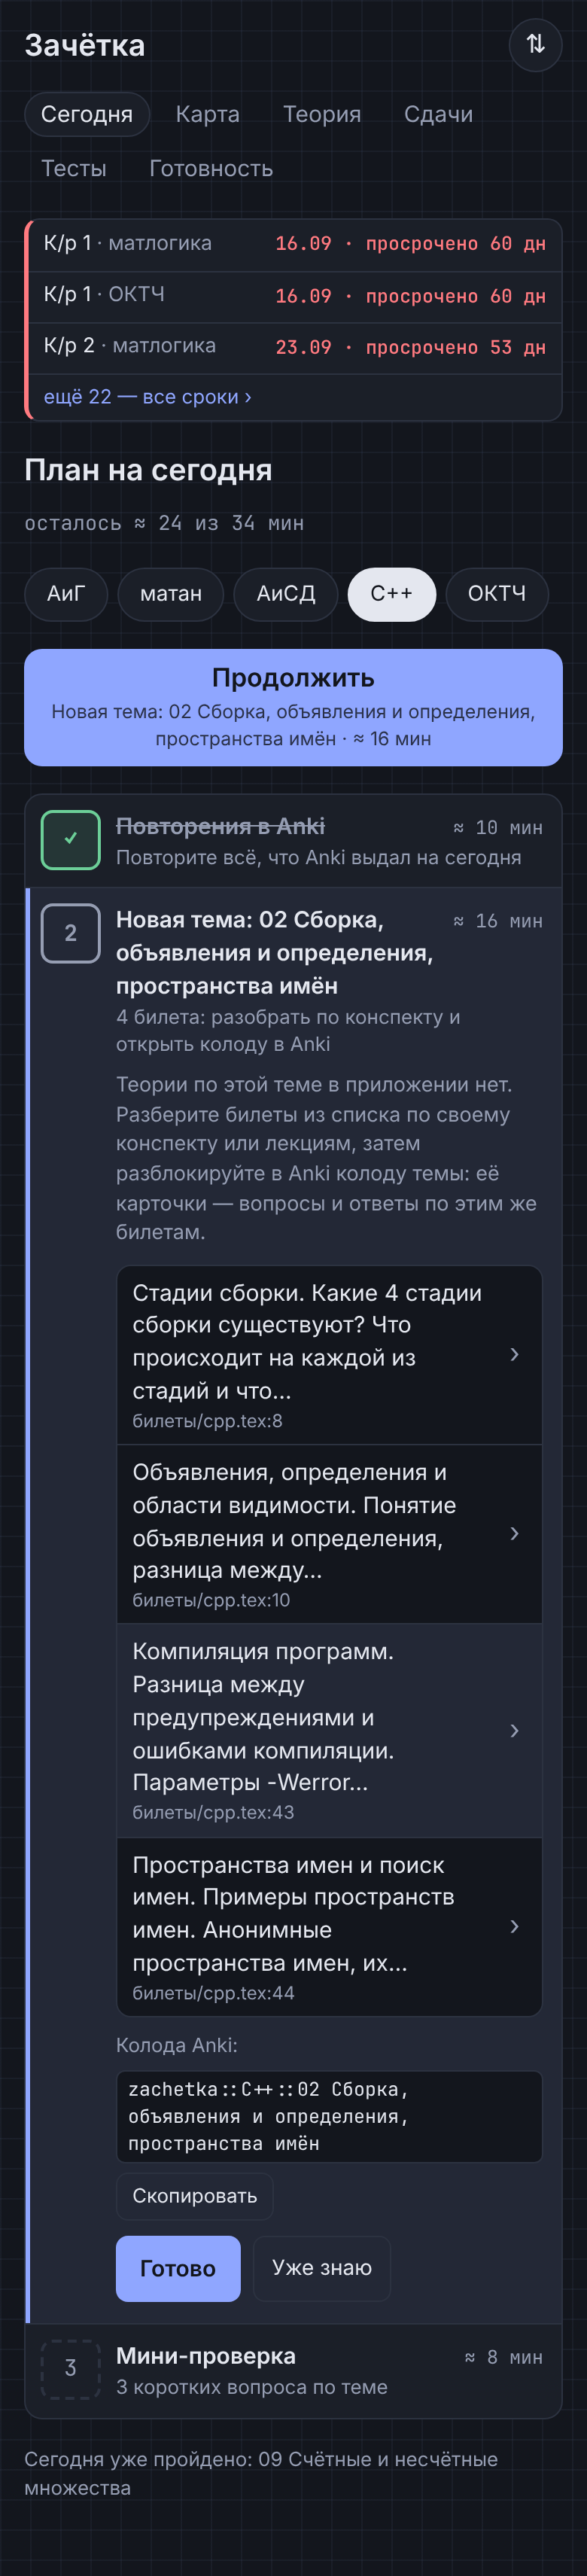 Зачётка
⇅
Сегодня Карта Теория Сдачи
Тесты Готовность
К/р 1 · матлогика 16.09 · просрочено 60 дн
К/р 1 · ОКТЧ 16.09 · просрочено 60 дн
К/р 2 · матлогика 23.09 · просрочено 53 дн
ещё 22 — все сроки ›
План на сегодня
осталось ≈ 24 из 34 мин
АиГ матан АиСД C++ ОКТЧ
Продолжить
Новая тема: 02 Сборка, объявления и определения,
пространства имён · ≈ 16 мин
✓ Повторения в Anki ≈ 10 мин
Повторите всё, что Anki выдал на сегодня
2 Новая тема: 02 Сборка, ≈ 16 мин
объявления и определения,
пространства имён
4 билета: разобрать по конспекту и
открыть колоду в Anki
Теории по этой теме в приложении нет.
Разберите билеты из списка по своему
конспекту или лекциям, затем
разблокируйте в Anki колоду темы: её
карточки — вопросы и ответы по этим же
билетам.
Стадии сборки. Какие 4 стадии
сборки существуют? Что
происходит на каждой из
стадий и что… ›
билеты/cpp.tex:8
Объявления, определения и
области видимости. Понятие
объявления и определения,
разница между… ›
билеты/cpp.tex:10
Компиляция программ.
Разница между
предупреждениями и
ошибками компиляции.
Параметры -Werror… ›
билеты/cpp.tex:43
Пространства имен и поиск
имен. Примеры пространств
имен. Анонимные
пространства имен, их… ›
билеты/cpp.tex:44
Колода Anki:
zachetka::C++::02 Сборка,
объявления и определения,
пространства имён
Скопировать
Готово Уже знаю
3 Мини-проверка ≈ 8 мин
3 коротких вопроса по теме
Сегодня уже пройдено: 09 Счётные и несчётные
множества